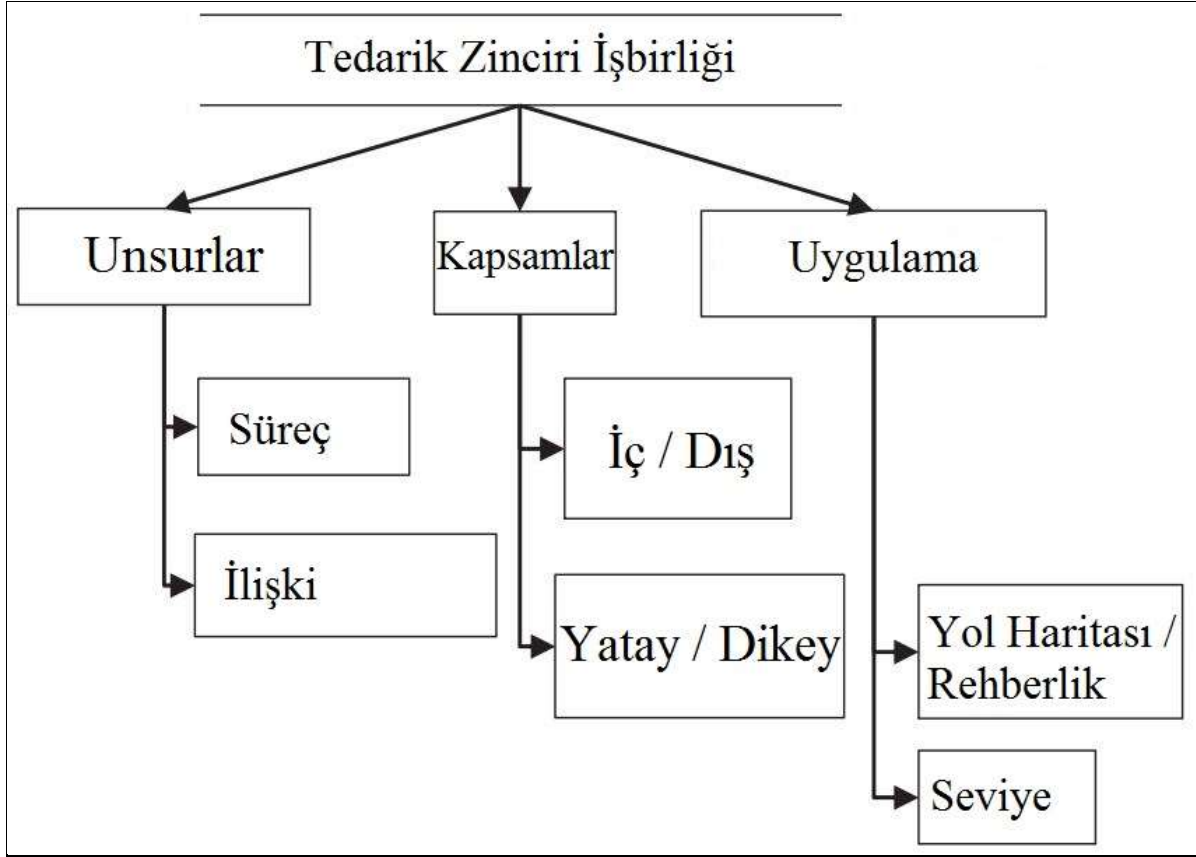 Tedarik Zinciri İşbirliği
Unsurlar
Kapsamlar
Uygulama
Süreç
İç / Dış
İlişki
Yatay / Dikey
Yol Haritası /
Rehberlik
Seviye